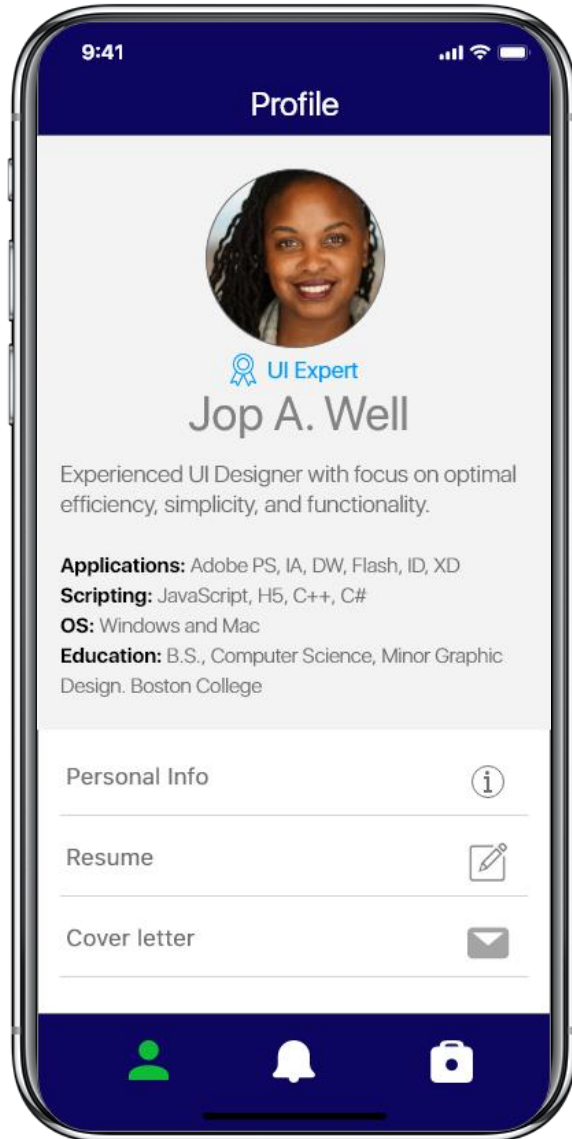 9:41
Profile
UI Expert
Jop A. Well
Experienced UI Designer with focus on optimal
efficiency, simplicity, and functionality.
Applications: Adobe PS, IA, DW, Flash, ID, XD
Scripting: JavaScript, H5, C++, C#
OS: Windows and Mac
Education: B.S., Computer Science, Minor Graphic
Design. Boston College
Personal Info
Resume
Cover letter